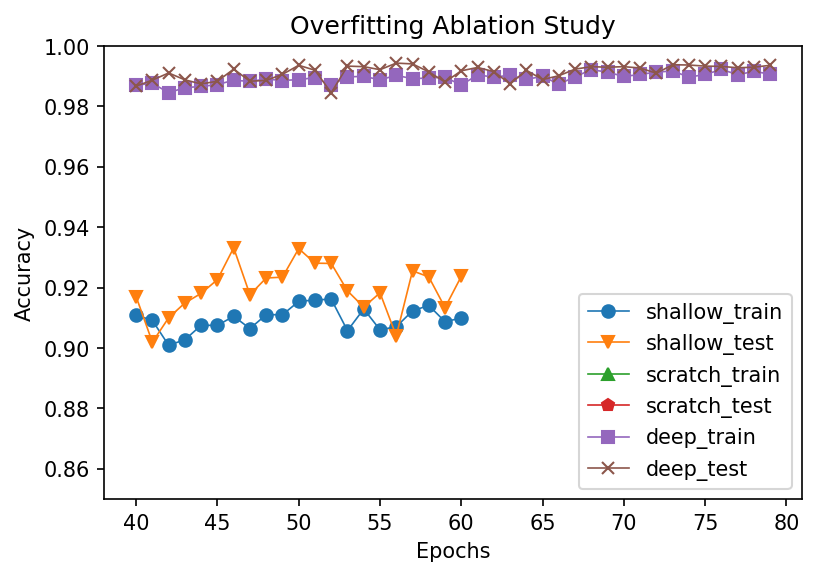 Overfitting Ablation Study
1.00
0.98
0.96
0.94
0.92
0.90
0.88
0.86
Accuracy
shallow_train
shallow_test
scratch_train
scratch_test
deep_train
deep_test
40 45 50 55 60 65 70 75 80
Epochs